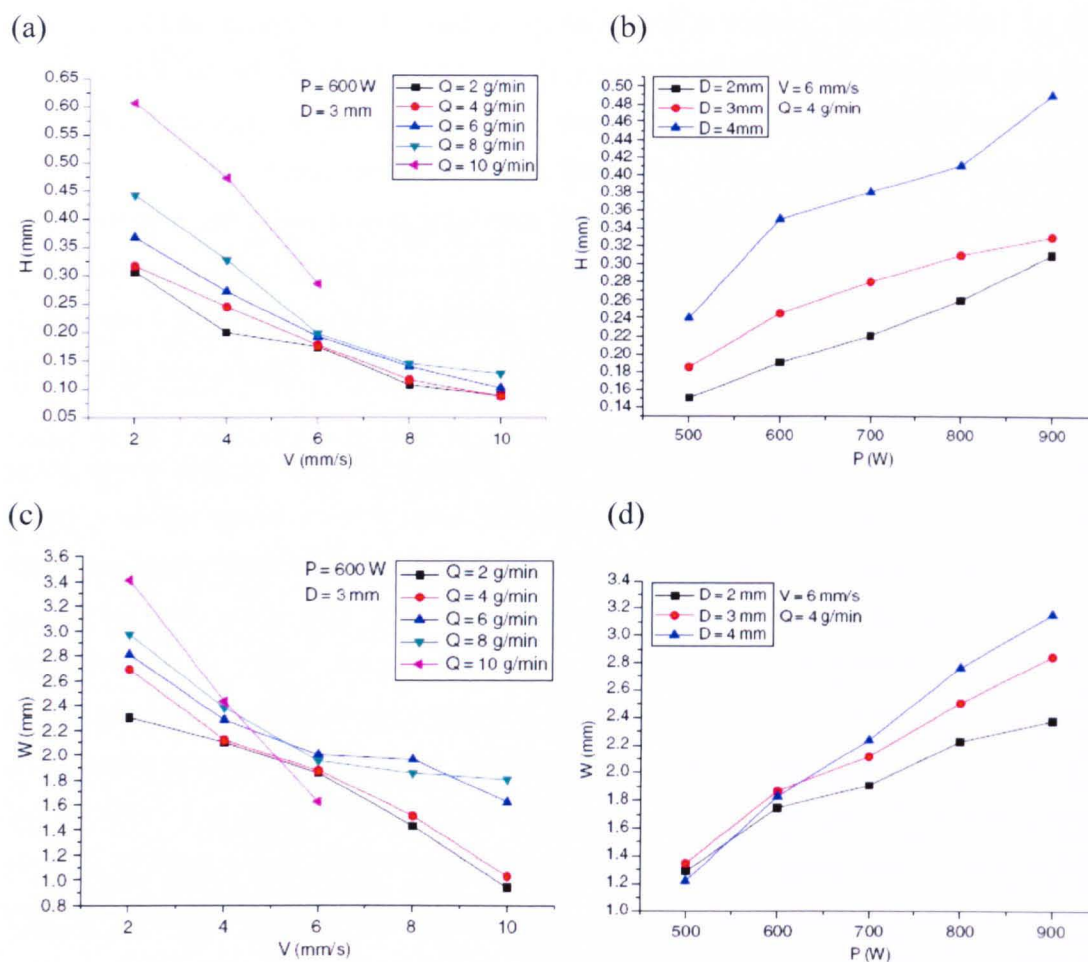 (a)
P = 600 W
D = 3 mm
Q = 2 g/min
Q = 4 g/min
Q = 6 g/min
Q = 8 g/min
Q = 10 g/min
H (mm)
0.65
0.60
0.55
0.50
0.45
0.40
0.35
0.30
0.25
0.20
0.15
0.10
0.05
2
4
6
8
10
V (mm/s)
(b)
D = 2mm
D = 3mm
D = 4mm
V = 6 mm/s
Q = 4 g/min
H (mm)
0.50
0.48
0.46
0.44
0.42
0.40
0.38
0.36
0.34
0.32
0.30
0.28
0.26
0.24
0.22
0.20
0.18
0.16
0.14
500
600
700
800
900
P (W)
(c)
P = 600 W
D = 3 mm
Q = 2 g/min
Q = 4 g/min
Q = 6 g/min
Q = 8 g/min
Q = 10 g/min
W (mm)
3.6
3.4
3.2
3.0
2.8
2.6
2.4
2.2
2.0
1.8
1.6
1.4
1.2
1.0
0.8
2
4
6
8
10
V (mm/s)
(d)
D = 2 mm
D = 3 mm
D = 4 mm
V = 6 mm/s
Q = 4 g/min
W (mm)
3.4
3.2
3.0
2.8
2.6
2.4
2.2
2.0
1.8
1.6
1.4
1.2
1.0
500
600
700
800
900
P (W)